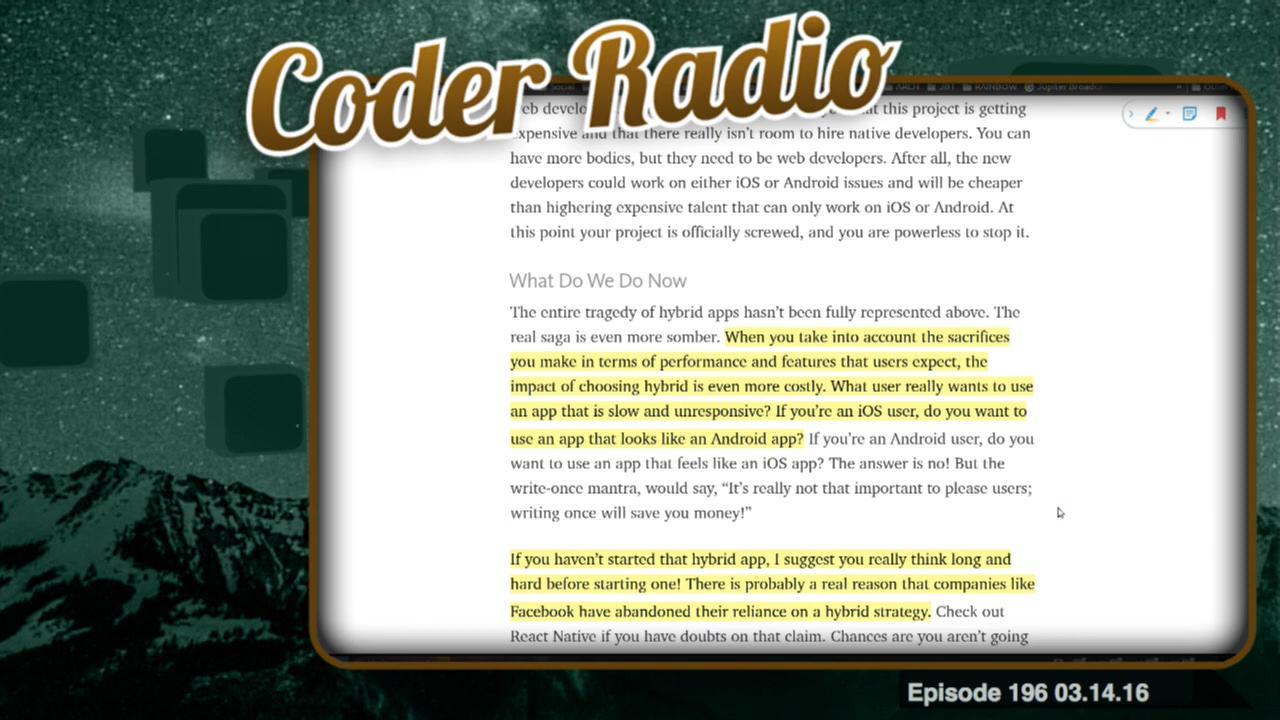 Coder Radio
JBT RAINBOW Jupiter Broadc
at this project is getting
expensive and that there really isn't room to hire native developers. You can
have more bodies, but they need to be web developers. After all, the new
developers could work on either iOS or Android issues and will be cheaper
than highering expensive talent that can only work on iOS or Android. At
this point your project is officially screwed, and you are powerless to stop it.
What Do We Do Now
The entire tragedy of hybrid apps hasn't been fully represented above. The
real saga is even more somber. When you take into account the sacrifices
you make in terms of performance and features that users expect, the
impact of choosing hybrid is even more costly. What user really wants to use
an app that is slow and unresponsive? If you're an iOS user, do you want to
use an app that looks like an Android app? If you're an Android user, do you
want to use an app that feels like an iOS app? The answer is no! But the
write-once mantra, would say, “It's really not that important to please users;
writing once will save you money!”
If you haven't started that hybrid app, I suggest you really think long and
hard before starting one! There is probably a real reason that companies like
Facebook have abandoned their reliance on a hybrid strategy. Check out
React Native if you have doubts on that claim. Chances are you aren't going
Episode 196 03.14.16